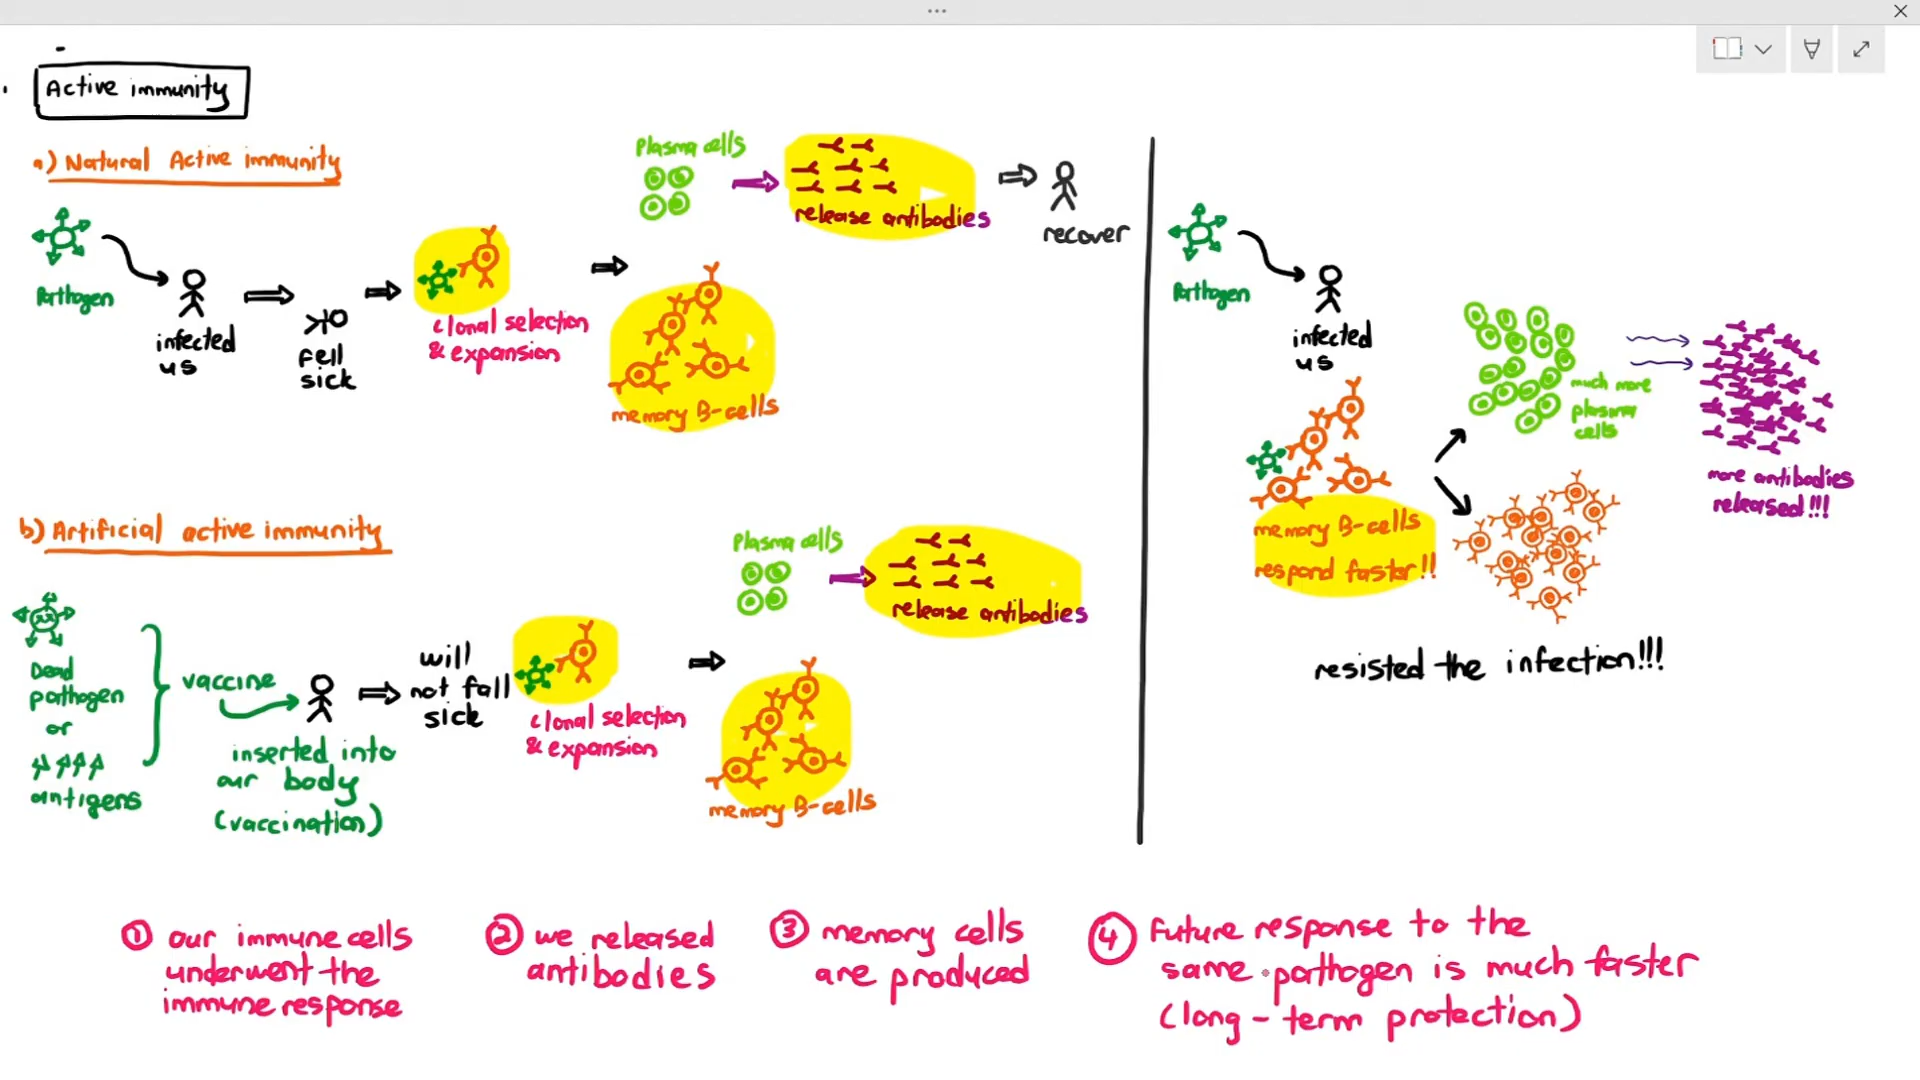 Active immunity
a) Natural Active immunity
Pathogen
infected
us
fell
sick
clonal selection
& expansion
Plasma cells
release antibodies
recover
memory B-cells
b) Artificial active immunity
Dead
pathogen
or
antigens
vaccine
inserted into
our body
(vaccination)
will
not fall
sick
clonal selection
& expansion
Plasma cells
release antibodies
memory B-cells
Pathogen
infected
us
memory B-cells
respond faster!!
much more
plasma
cells
more antibodies
released!!!
resisted the infection!!!
① our immune cells
underwent the
immune response
② we released
antibodies
③ memory cells
are produced
④ future response to the
same pathogen is much faster
(long-term protection)